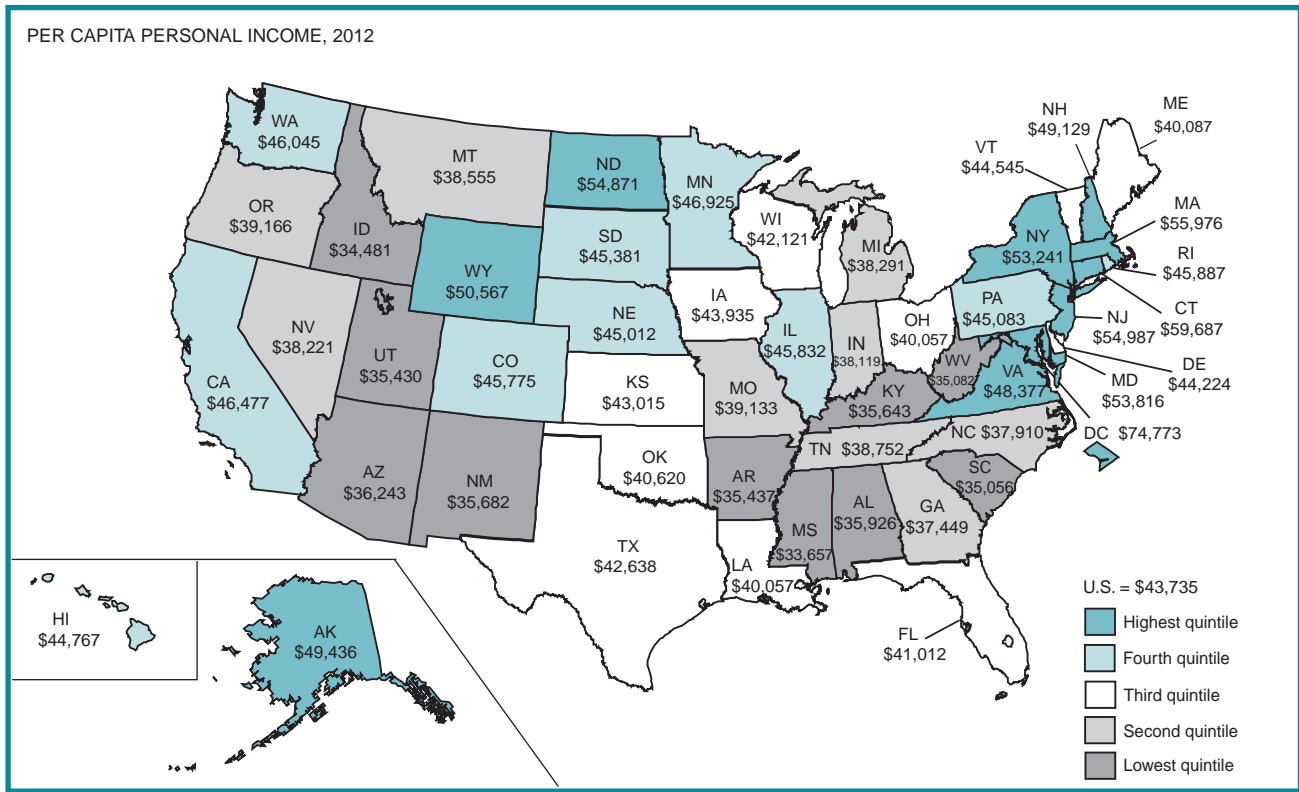 PER CAPITA PERSONAL INCOME, 2012
WA
$46,045
OR
$39,166
CA
$46,477
NV
$38,221
ID
$34,481
MT
$38,555
WY
$50,567
UT
$35,430
CO
$45,775
AZ
$36,243
NM
$35,682
ND
$54,871
SD
$45,381
NE
$45,012
KS
$43,015
OK
$40,620
TX
$42,638
MN
$46,925
IA
$43,935
MO
$39,133
AR
$35,437
LA
$40,057
WI
$42,121
IL
$45,832
MI
$38,291
IN
$38,119
OH
$40,057
KY
$35,643
TN $38,752
MS
$33,657
AL
$35,926
GA
$37,449
FL
$41,012
SC
$35,056
NC $37,910
VA
$48,377
WV
$35,082
PA
$45,083
NY
$53,241
VT
$44,545
NH
$49,129
ME
$40,087
MA
$55,976
RI
$45,887
CT
$59,687
NJ
$54,987
DE
$44,224
MD
$53,816
DC $74,773
HI
$44,767
AK
$49,436
U.S. = $43,735
Highest quintile
Fourth quintile
Third quintile
Second quintile
Lowest quintile